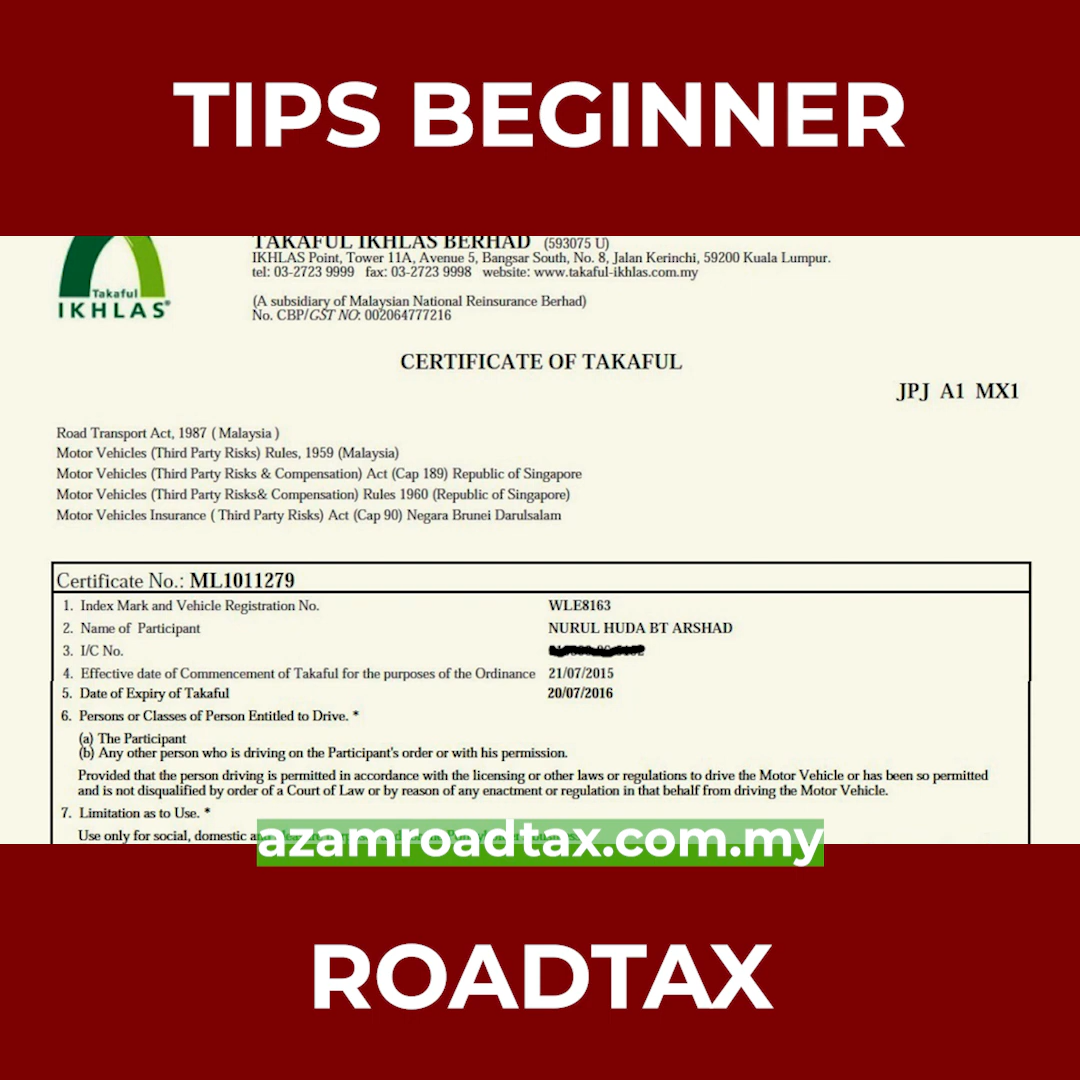 TIPS BEGINNER
TAKAFUL IKHLAS BERHAD (593075 U)
IKHLAS Point, Tower 11A, Avenue 5, Bangsar South, No. 8, Jalan Kerinchi, 59200 Kuala Lumpur.
tel: 03-2723 9999 fax: 03-2723 9998 website: www.takaful-ikhlas.com.my
Takaful
IKHLAS®
(A subsidiary of Malaysian National Reinsurance Berhad)
No. CBP/GST NO: 002064777216
CERTIFICATE OF TAKAFUL
JPJ A1 MX1
Road Transport Act, 1987 ( Malaysia )
Motor Vehicles (Third Party Risks) Rules, 1959 (Malaysia)
Motor Vehicles (Third Party Risks & Compensation) Act (Cap 189) Republic of Singapore
Motor Vehicles (Third Party Risks& Compensation) Rules 1960 (Republic of Singapore)
Motor Vehicles Insurance ( Third Party Risks) Act (Cap 90) Negara Brunei Darulsalam
Certificate No.: ML1011279
1. Index Mark and Vehicle Registration No. WLE8163
2. Name of Participant NURUL HUDA BT ARSHAD
3. I/C No.
4. Effective date of Commencement of Takaful for the purposes of the Ordinance 21/07/2015
5. Date of Expiry of Takaful 20/07/2016
6. Persons or Classes of Person Entitled to Drive. *
(a) The Participant
(b) Any other person who is driving on the Participant's order or with his permission.
Provided that the person driving is permitted in accordance with the licensing or other laws or regulations to drive the Motor Vehicle or has been so permitted
and is not disqualified by order of a Court of Law or by reason of any enactment or regulation in that behalf from driving the Motor Vehicle.
7. Limitation as to Use. *
Use only for social, domestic
azamroadtax.com.my
ROADTAX